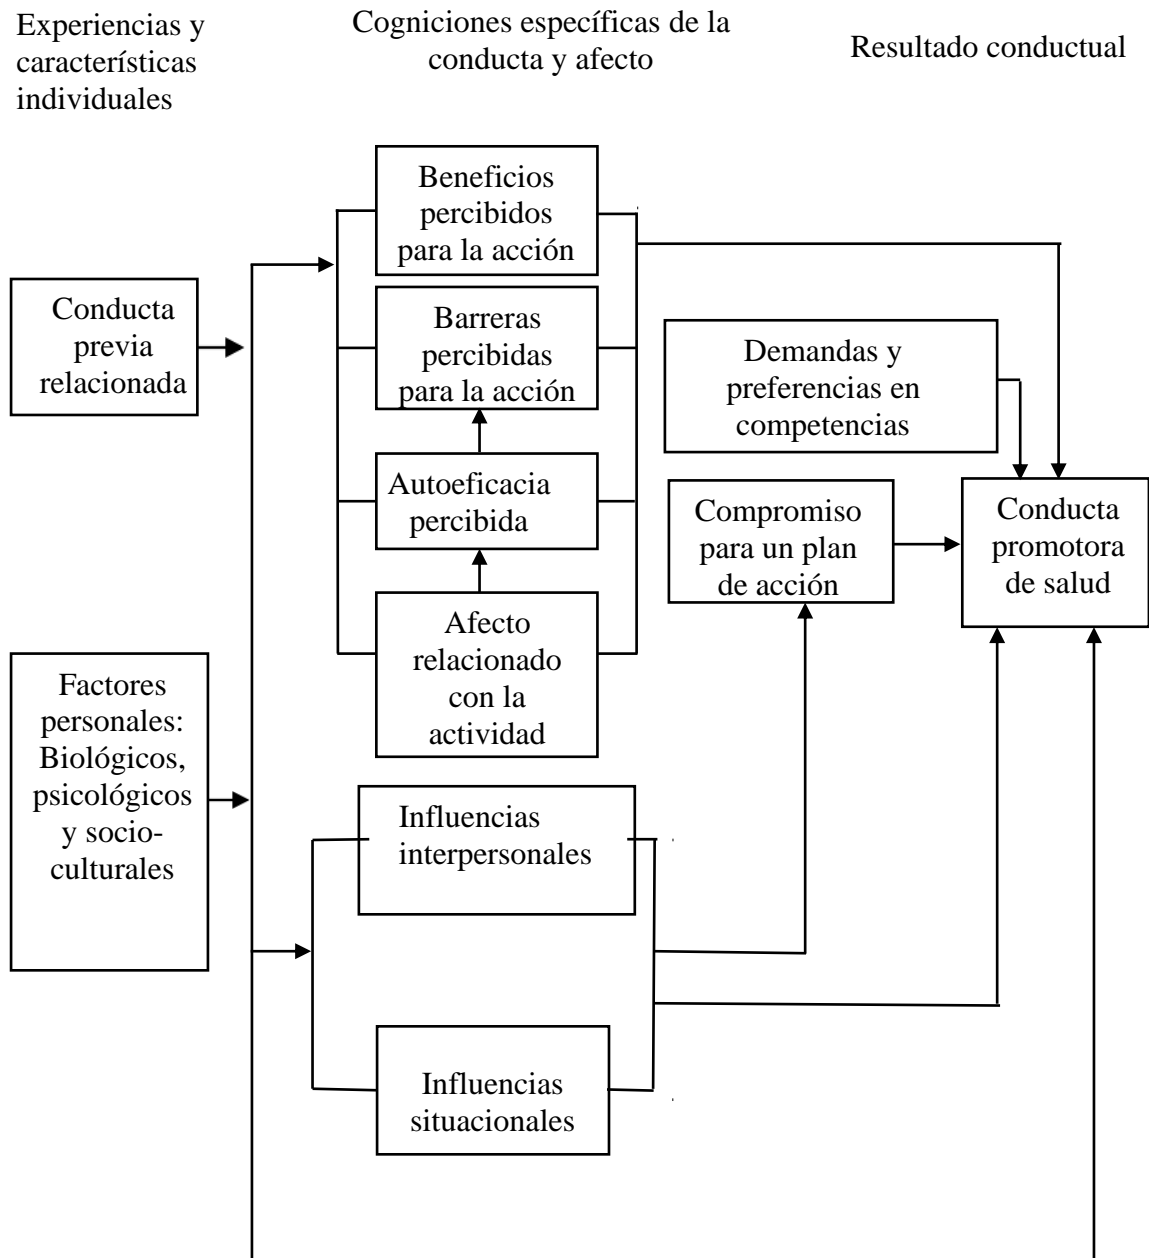 Experiencias y
características
individuales
Cogniciones específicas de la
conducta y afecto
Resultado conductual
Beneficios
percibidos
para la acción
Conducta
previa
relacionada
Barreras
percibidas
para la acción
Demandas y
preferencias en
competencias
Autoeficacia
percibida
Compromiso
para un plan
de acción
Conducta
promotora
de salud
Afecto
relacionado
con la
actividad
Factores
personales:
Biológicos,
psicológicos
y socio-
culturales
Influencias
interpersonales
Influencias
situacionales